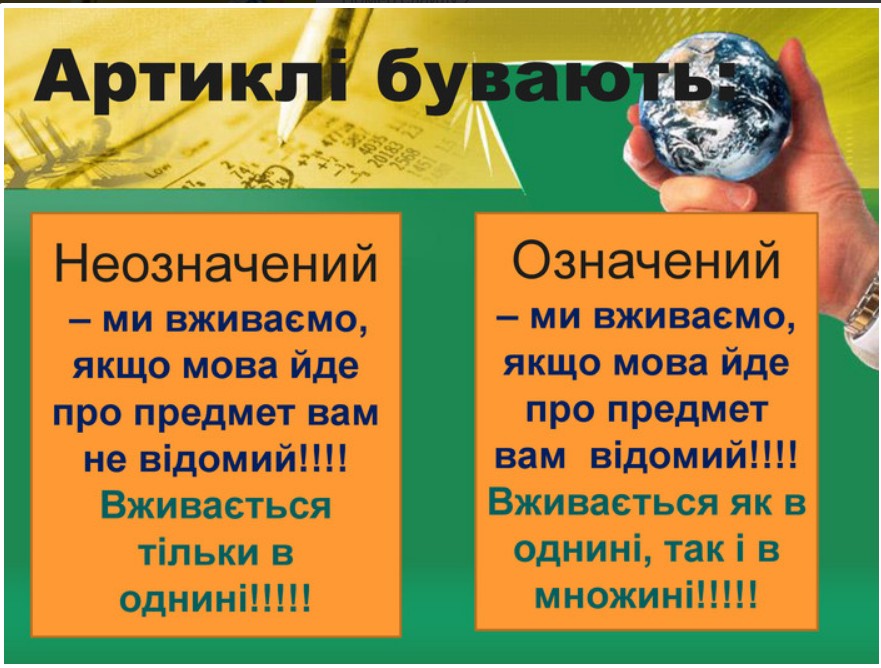 Артиклі бувають:
Неозначений
– ми вживаємо,
якщо мова йде
про предмет вам
не відомий!!!!
Вживається
тільки в
однині!!!!!
Означений
– ми вживаємо,
якщо мова йде
про предмет
вам відомий!!!!
Вживається як в
однині, так і в
множині!!!!!